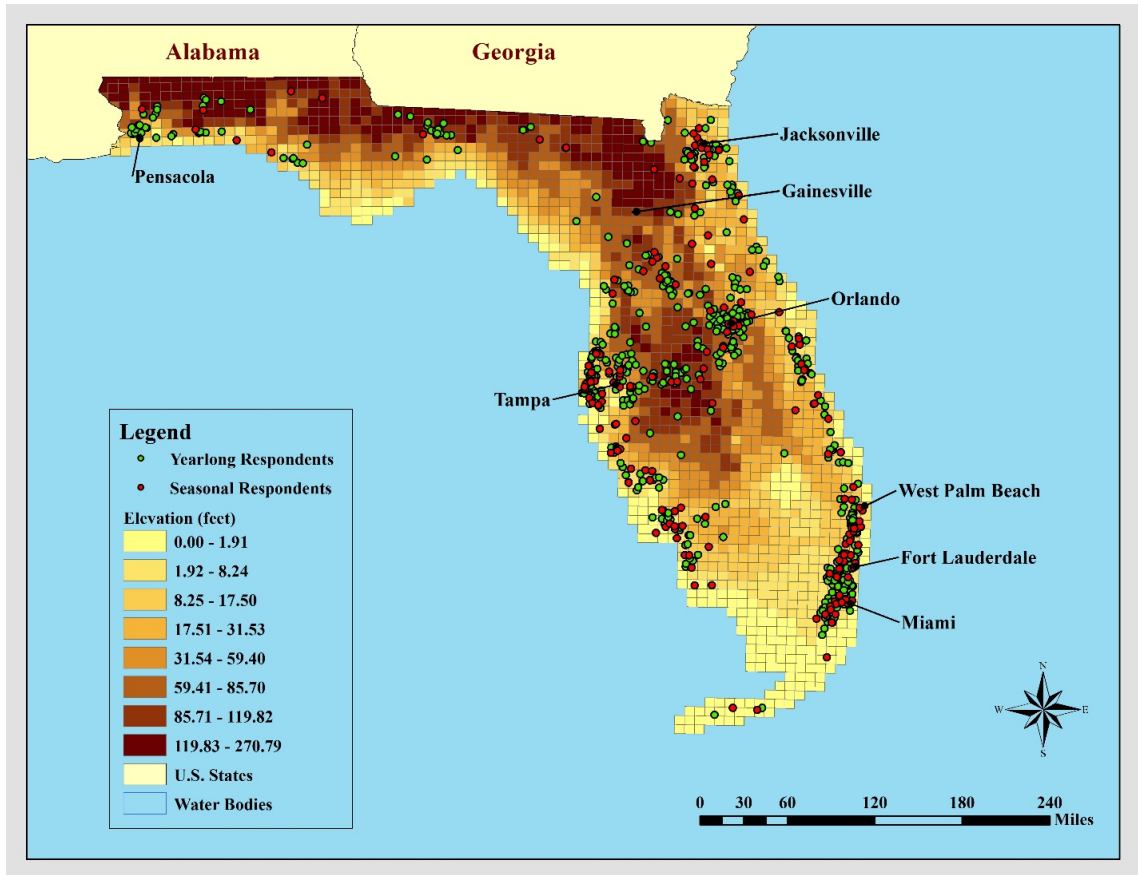 Alabama
Georgia
Jacksonville
Pensacola
Gainesville
Orlando
Tampa
Legend
Yearlong Respondents
Seasonal Respondents
Elevation (feet)
0.00 - 1.91
1.92 - 8.24
8.25 - 17.50
17.51 - 31.53
31.54 - 59.40
59.41 - 85.70
85.71 - 119.82
119.83 - 270.79
U.S. States
Water Bodies
West Palm Beach
Fort Lauderdale
Miami
N
W E
S
0 30 60 120 180 240
Miles